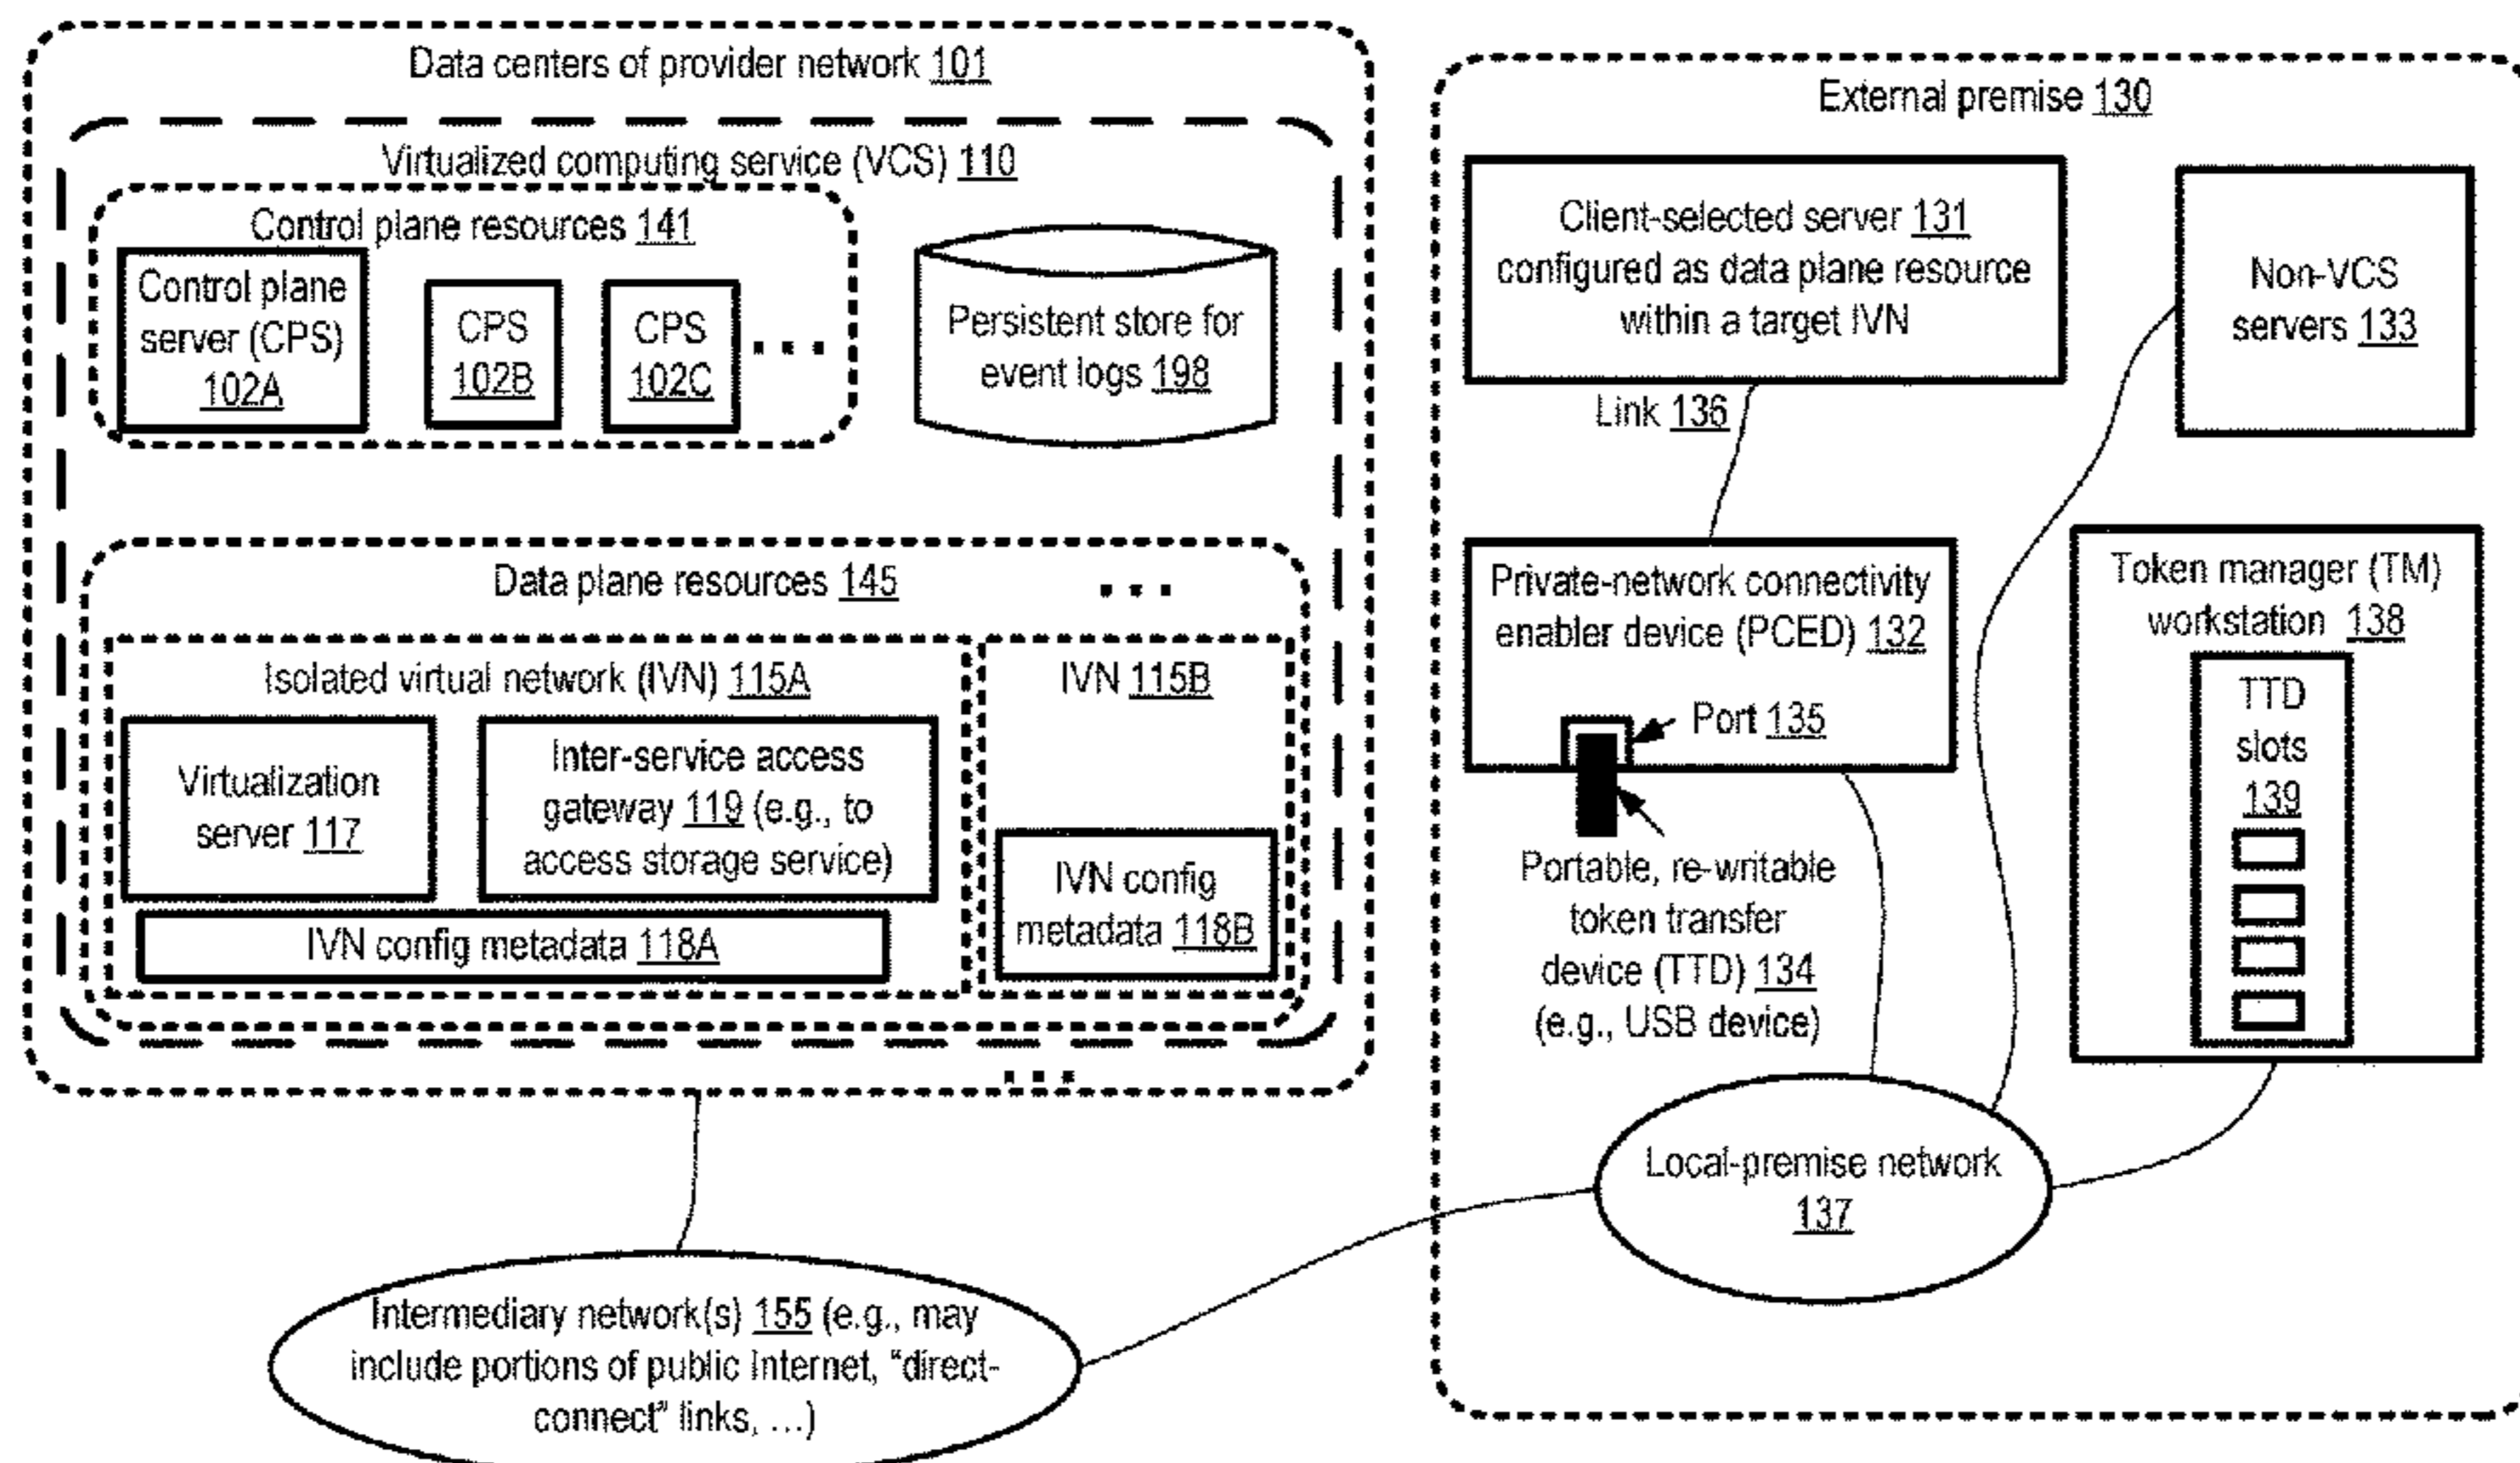 Data centers of provider network 101
Virtualized computing service (VCS) 110
Control plane resources 141
Control plane
server (CPS)
102A
CPS
102B
CPS
102C
...
Persistent store for
event logs 198
Data plane resources 145
...
Isolated virtual network (IVN) 115A
Virtualization
server 117
Inter-service access
gateway 119 (e.g., to
access storage service)
IVN config metadata 118A
IVN 115B
IVN config
metadata 118B
...
Intermediary network(s) 155 (e.g., may
include portions of public Internet, "direct-
connect" links, ...)
External premise 130
Client-selected server 131
configured as data plane resource
within a target IVN
Link 136
Non-VCS
servers 133
Private-network connectivity
enabler device (PCED) 132
Port 135
Portable, re-writable
token transfer
device (TTD) 134
(e.g., USB device)
Token manager (TM)
workstation 138
TTD
slots
139
Local-premise network
137